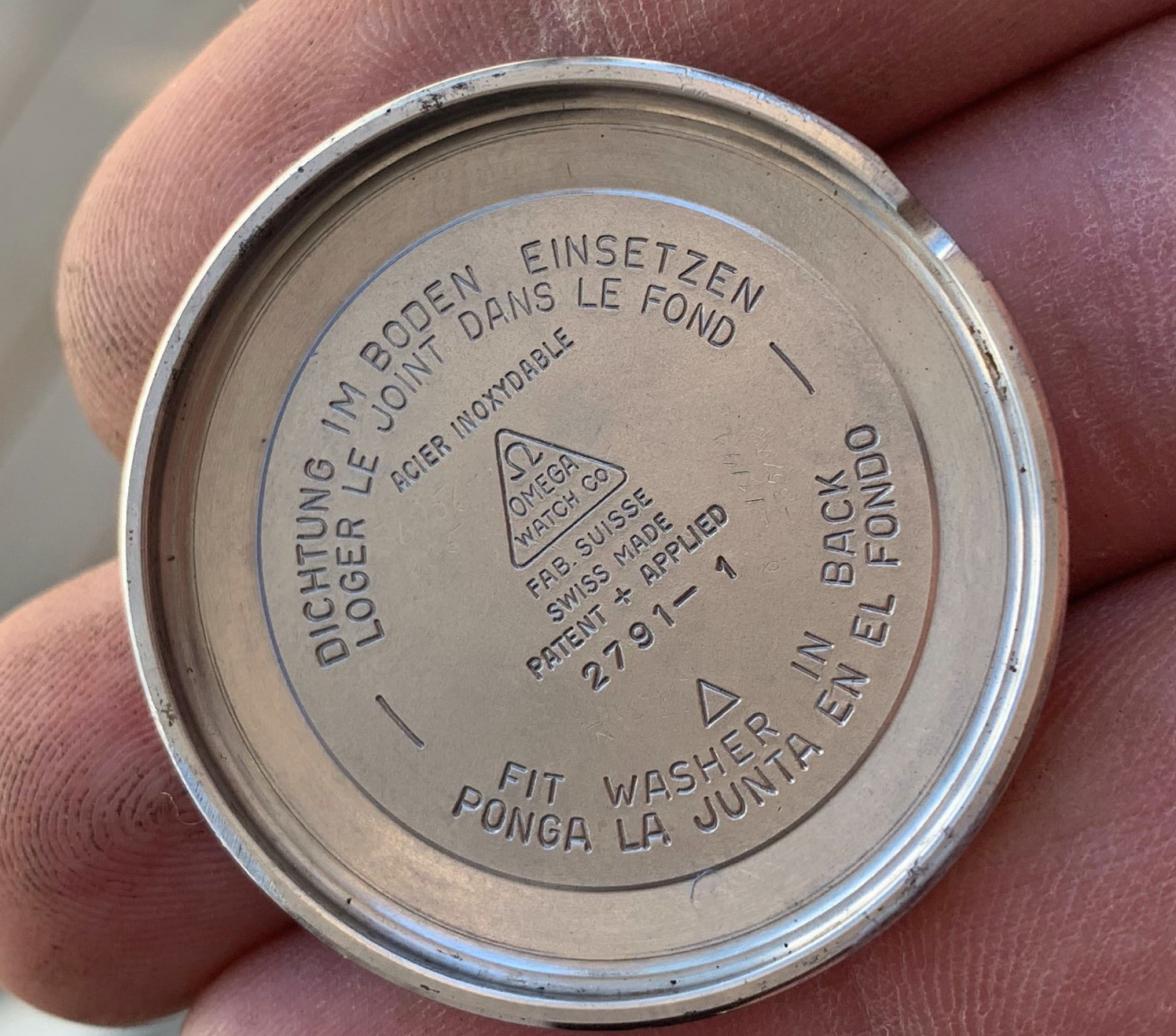 DICHTUNG IM BODEN EINSETZEN
LOGER LE JOINT DANS LE FOND
ACIER INOXYDABLE
Ω
OMEGA
WATCH Co
FAB. SUISSE
SWISS MADE
PATENT + APPLIED
2791-1
FIT WASHER IN BACK
PONGA LA JUNTA EN EL FONDO